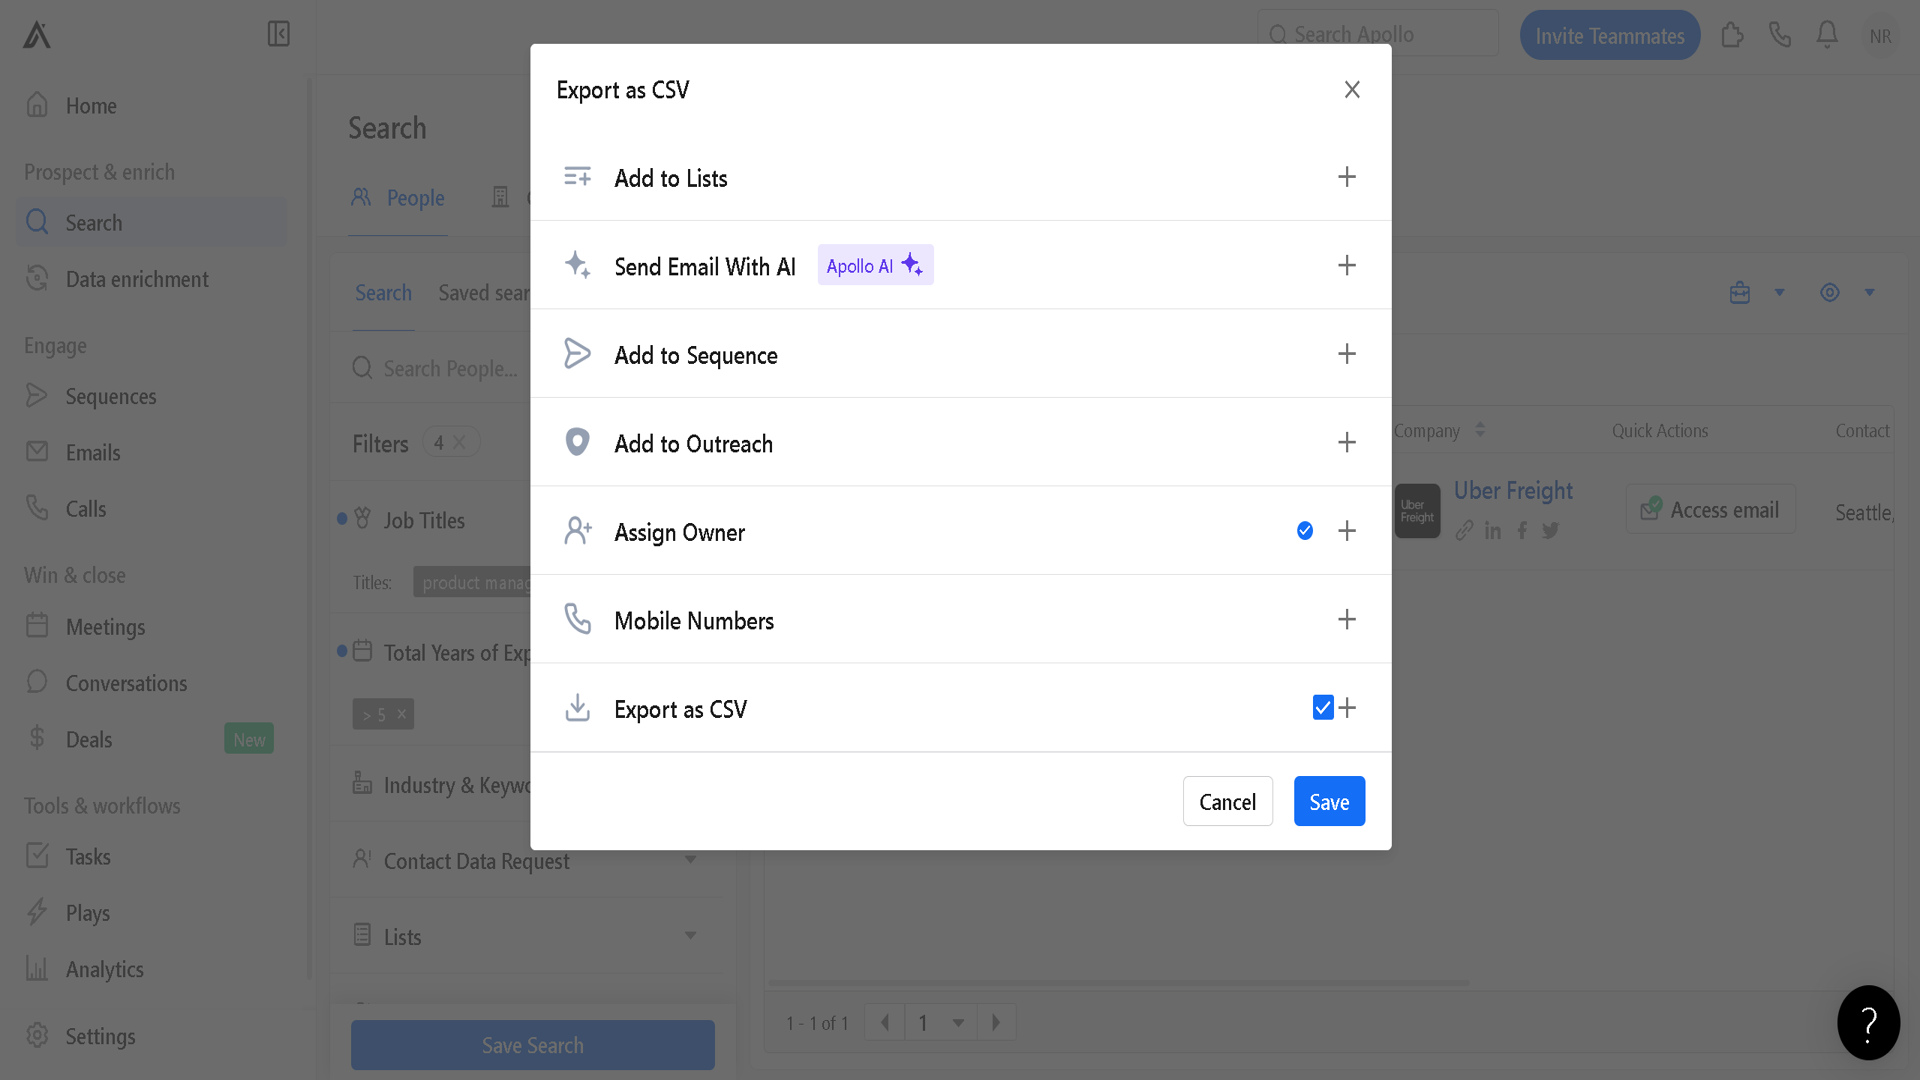 Search Apollo
Invite Teammates
NR
Export as CSV
Home
Search
Prospect & enrich
Add to Lists
People
Search
Data enrichment
Send Email With AI
Apollo AI
Search
Saved sear
Engage
Add to Sequence
Search People...
Sequences
Filters
4
Add to Outreach
Company
Quick Actions
Contact
Emails
Uber Freight
Uber
Freight
Access email
Seattle,
Calls
Job Titles
Assign Owner
Win & close
Titles:
product manag
Meetings
Mobile Numbers
Total Years of Exp
Conversations
> 5
Export as CSV
Deals
New
Industry & Keywo
Cancel
Save
Tools & workflows
Tasks
Contact Data Request
Plays
Lists
Analytics
1 - 1 of 1
1
Settings
Save Search
?